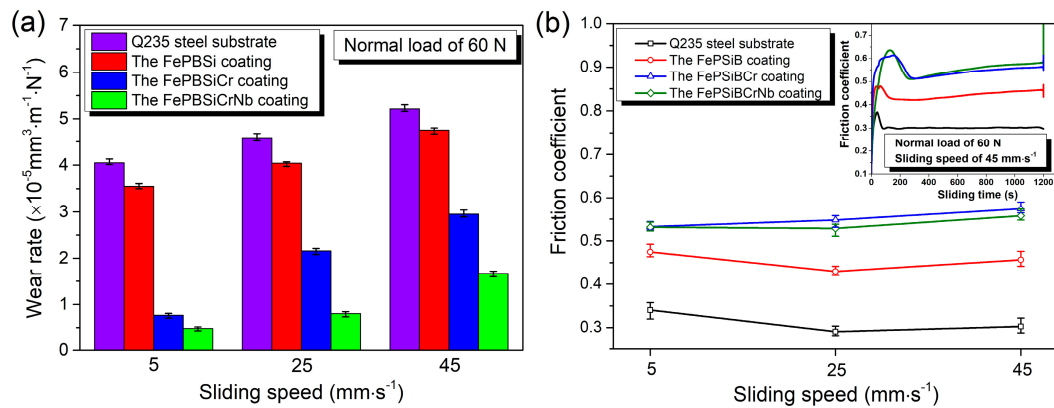 (a)
Wear rate (×10⁻⁵mm³·m⁻¹·N⁻¹)
7
6
5
4
3
2
1
0
Q235 steel substrate
The FePBSi coating
The FePBSiCr coating
The FePBSiCrNb coating
Normal load of 60 N
5 25 45
Sliding speed (mm·s⁻¹)
(b)
Friction coefficient
1.0
0.9
0.8
0.7
0.6
0.5
0.4
0.3
Q235 steel substrate
The FePSiB coating
The FePSiBCr coating
The FePSiBCrNb coating
Friction coefficient
0.7
0.6
0.5
0.4
0.3
0.2
0.1
Normal load of 60 N
Sliding speed of 45 mm·s⁻¹
0 200 400 600 800 1000 1200
Sliding time (s)
5 25 45
Sliding speed (mm·s⁻¹)